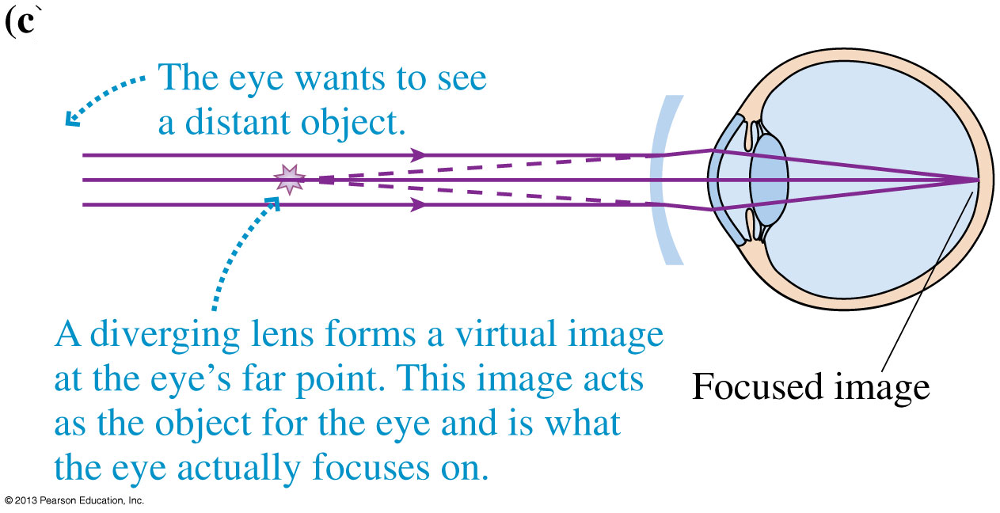 (c)
The eye wants to see
a distant object.
A diverging lens forms a virtual image
at the eye’s far point. This image acts
as the object for the eye and is what
the eye actually focuses on.
Focused image
© 2013 Pearson Education, Inc.